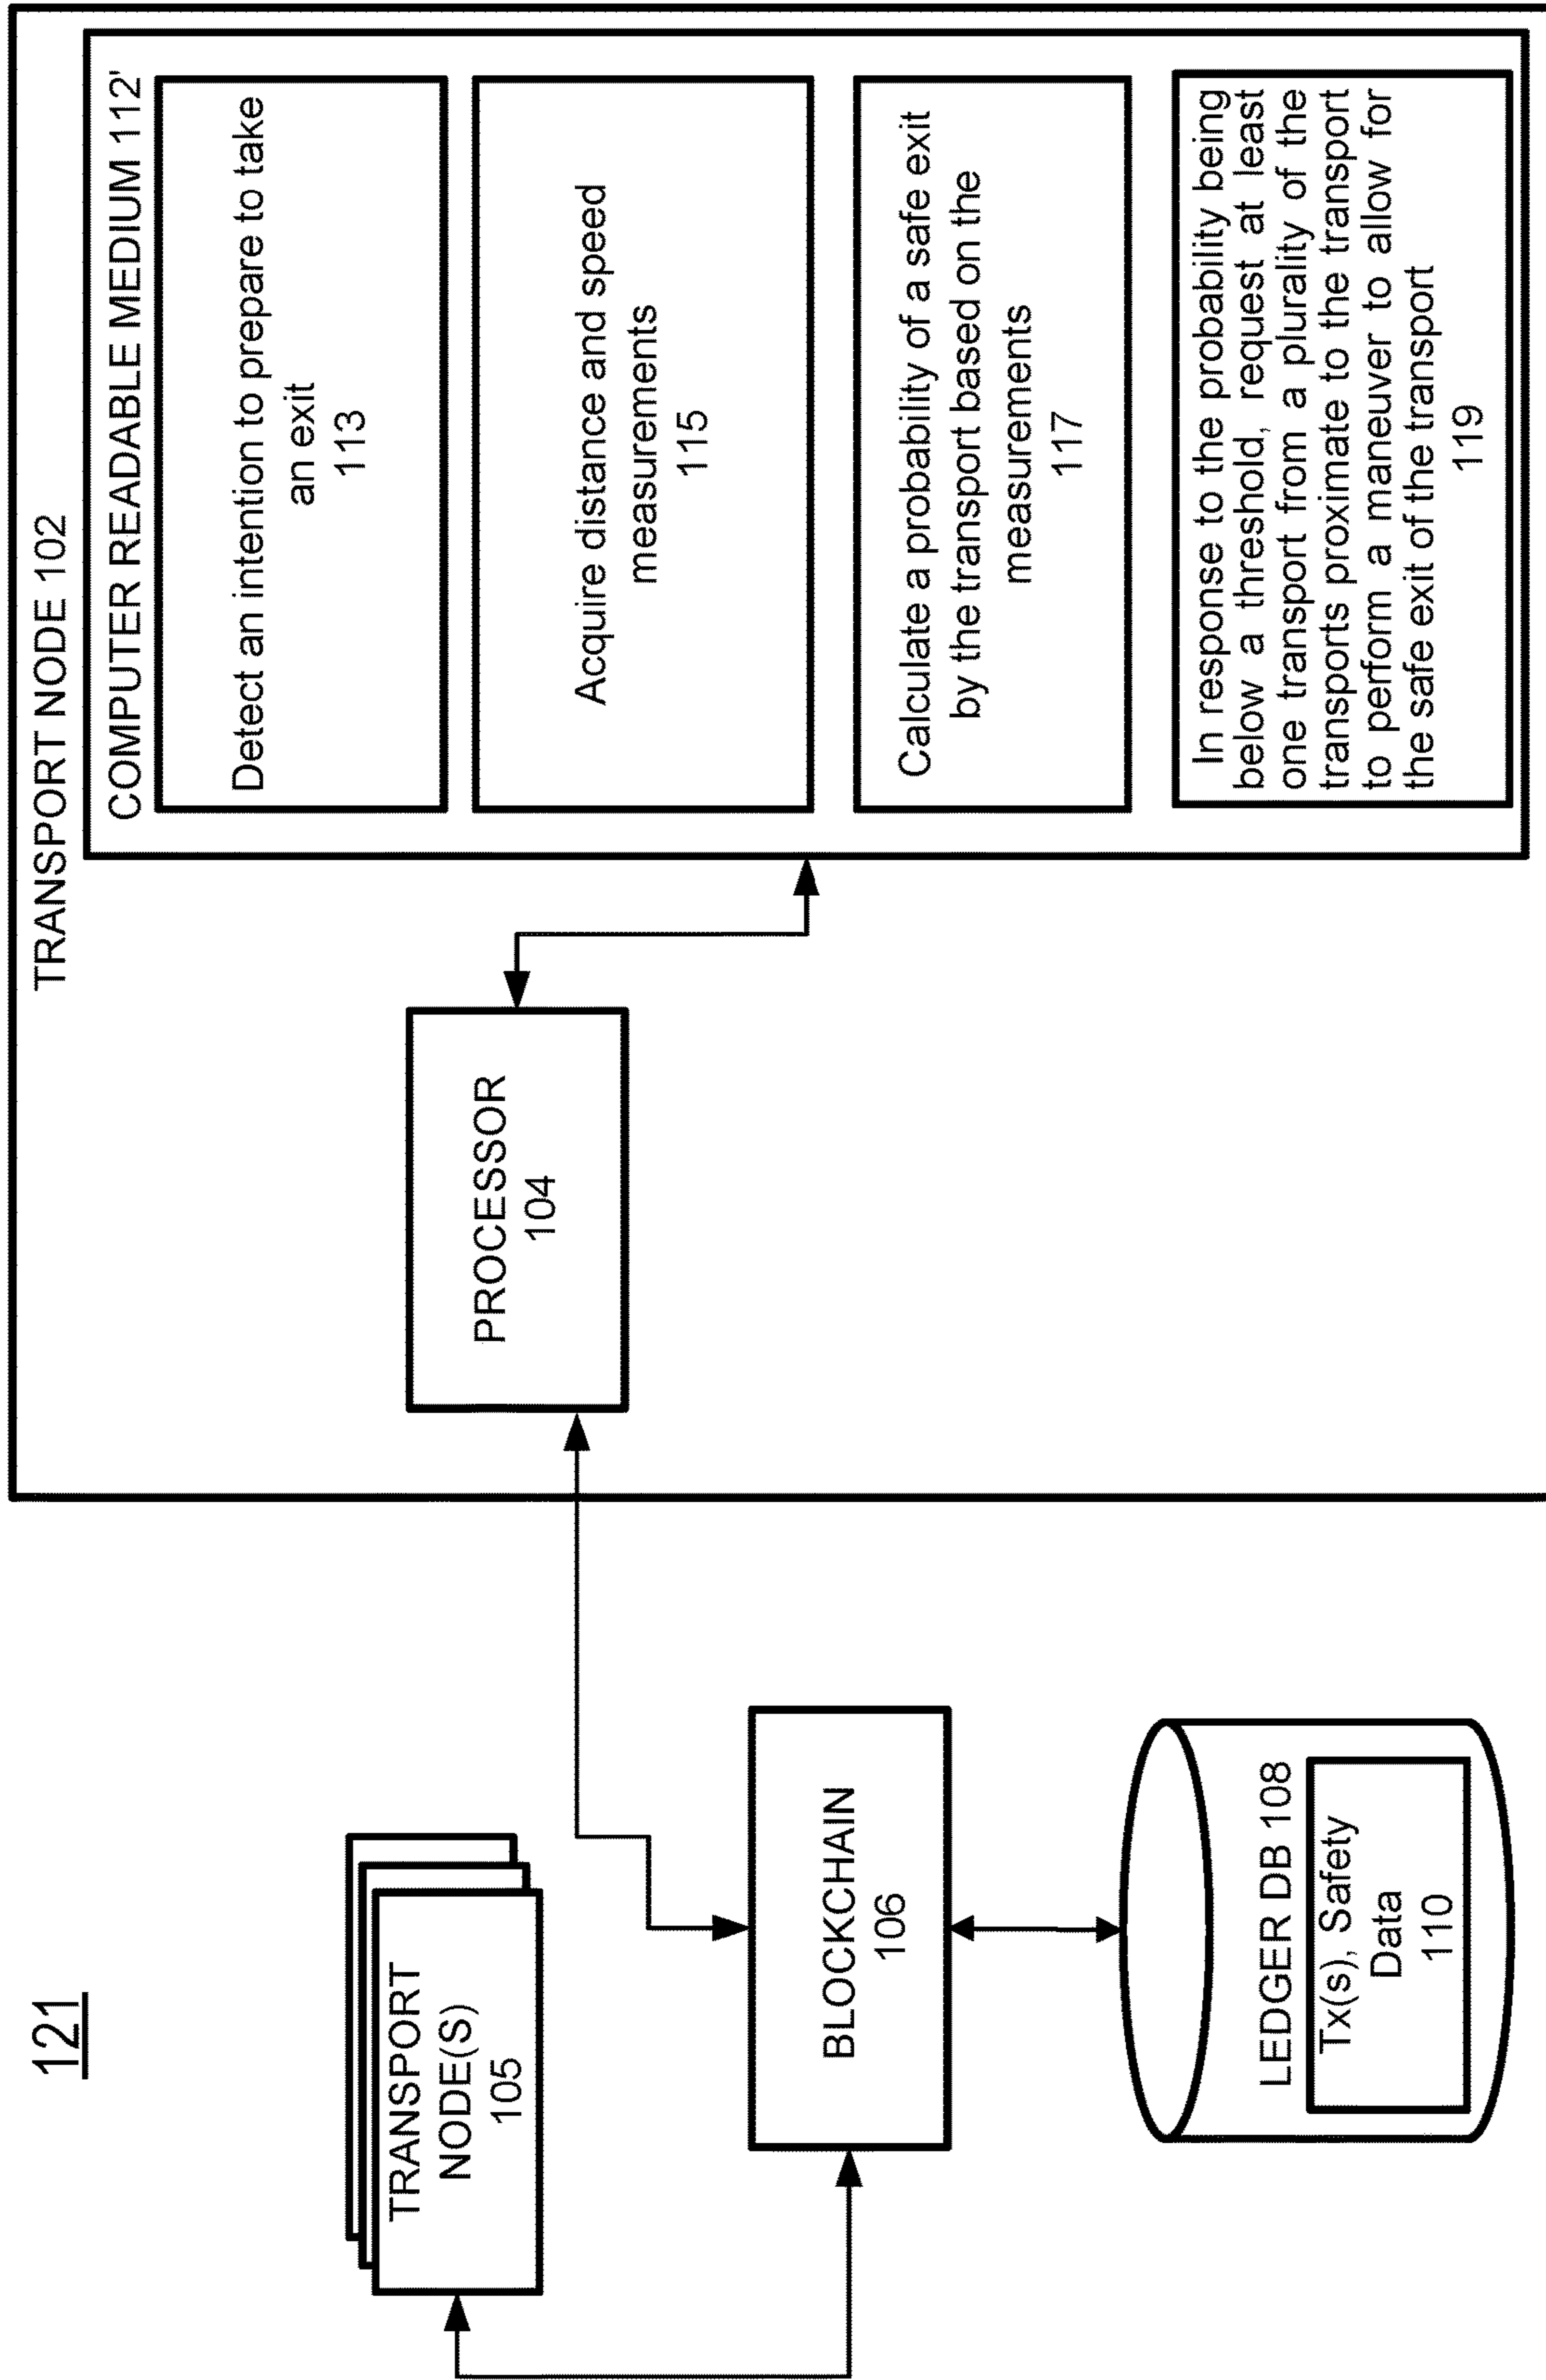 121
TRANSPORT
NODE(S)
105
BLOCKCHAIN
106
LEDGER DB 108
Tx(s), Safety
Data
110
TRANSPORT NODE 102
PROCESSOR
104
COMPUTER READABLE MEDIUM 112'
Detect an intention to prepare to take
an exit
113
Acquire distance and speed
measurements
115
Calculate a probability of a safe exit
by the transport based on the
measurements
117
In response to the probability being
below a threshold, request at least
one transport from a plurality of the
transports proximate to the transport
to perform a maneuver to allow for
the safe exit of the transport
119